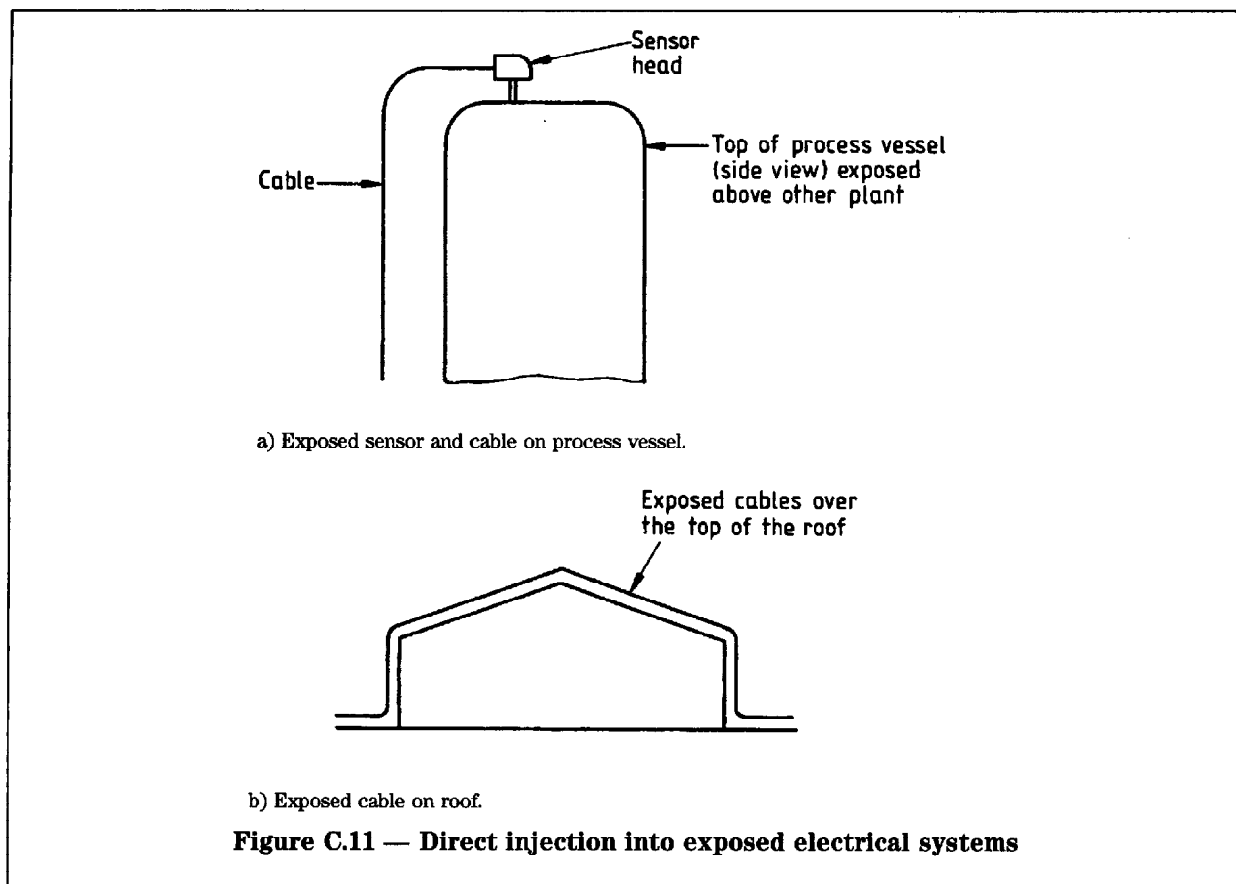 Sensor
head
Top of process vessel
(side view) exposed
above other plant
Cable
a) Exposed sensor and cable on process vessel.
Exposed cables over
the top of the roof
b) Exposed cable on roof.
Figure C.11 — Direct injection into exposed electrical systems